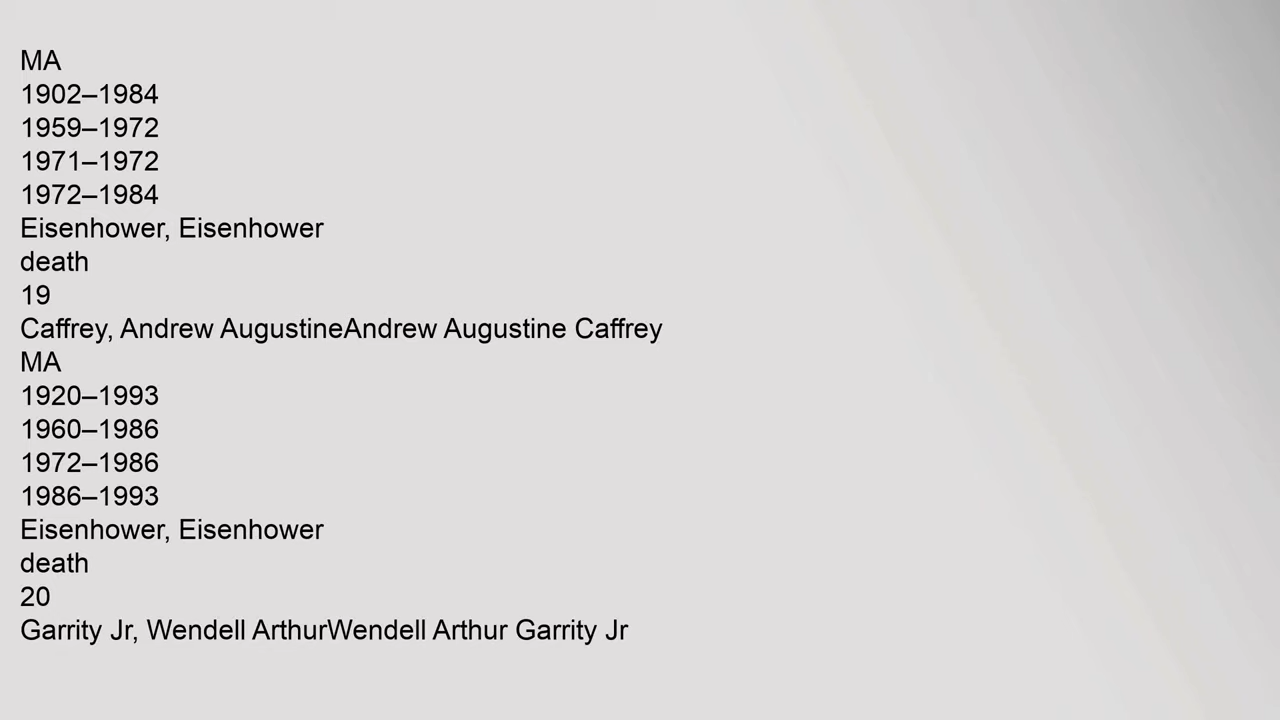 MA
1902–1984
1959–1972
1971–1972
1972–1984
Eisenhower, Eisenhower
death
19
Caffrey, Andrew AugustineAndrew Augustine Caffrey
MA
1920–1993
1960–1986
1972–1986
1986–1993
Eisenhower, Eisenhower
death
20
Garrity Jr, Wendell ArthurWendell Arthur Garrity Jr